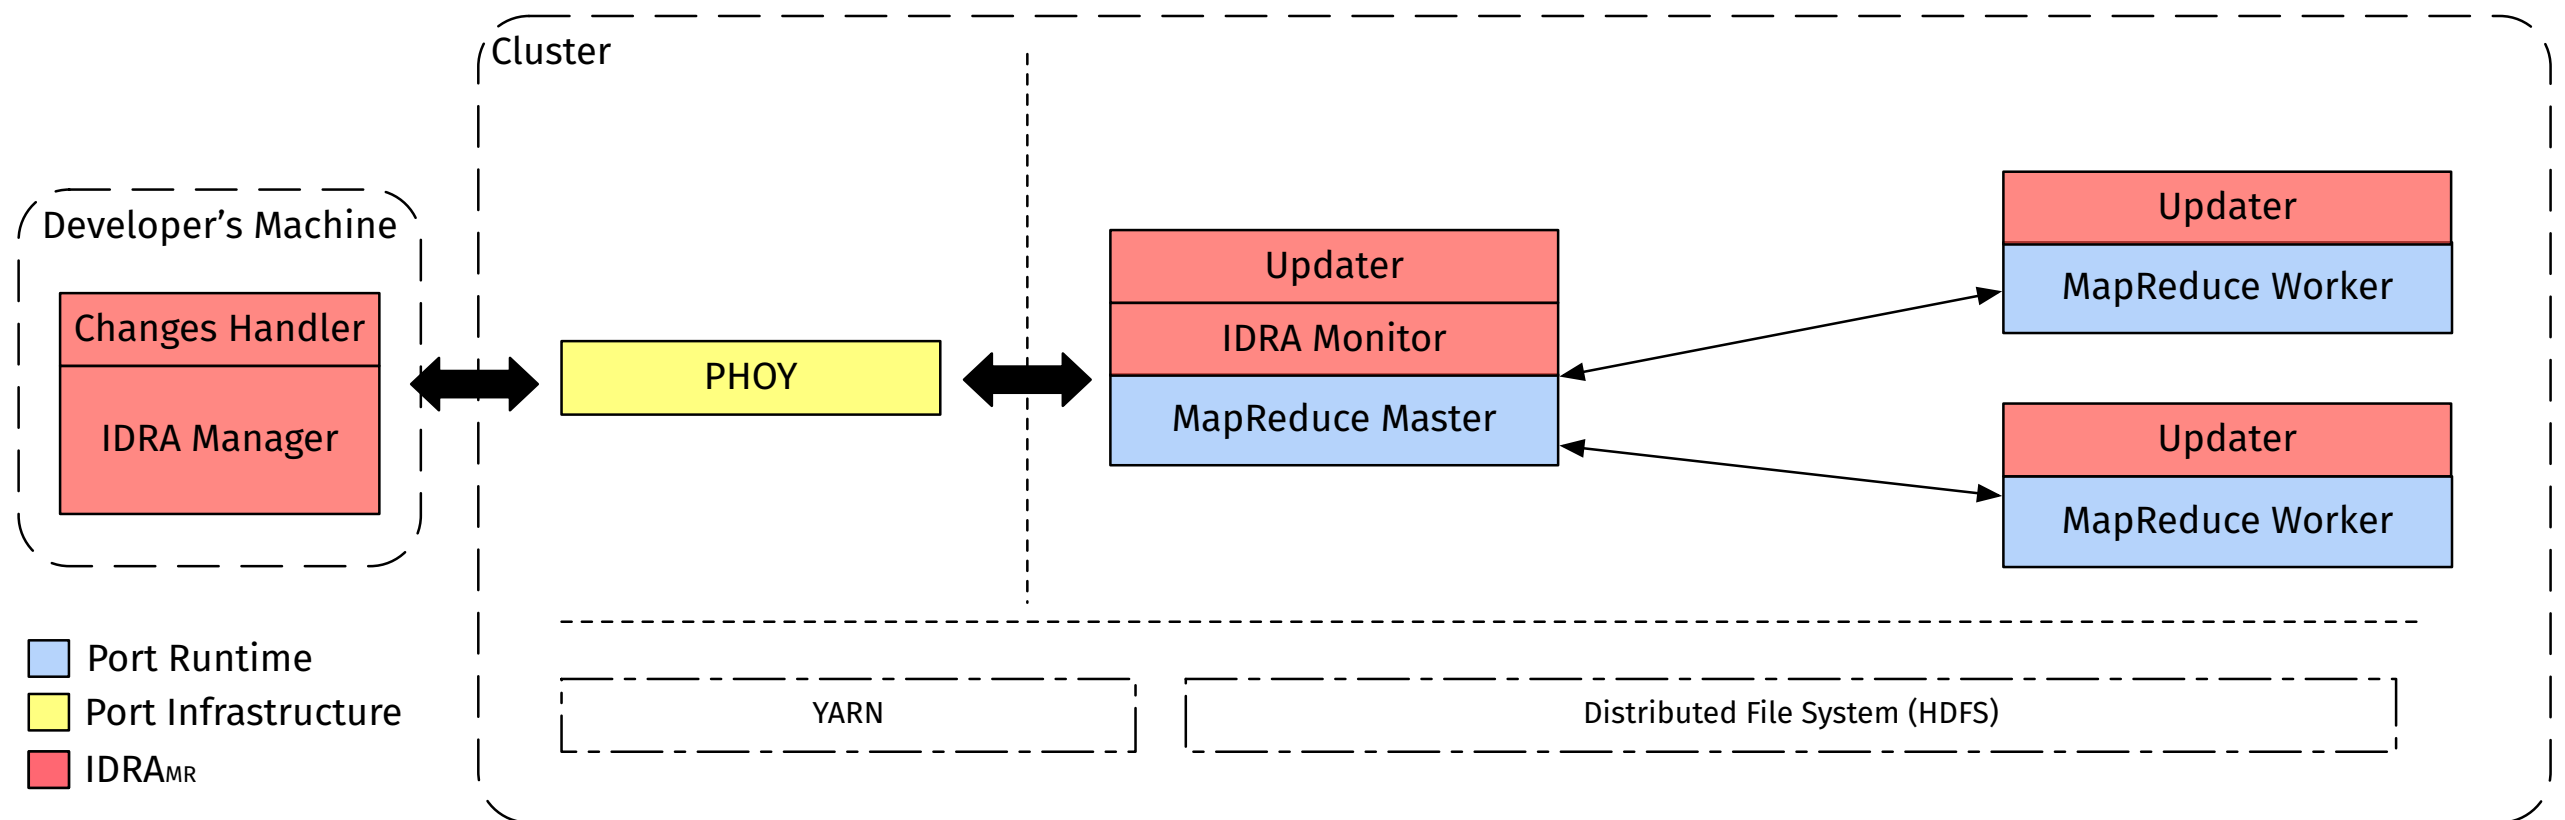 Cluster
Developer’s Machine
Changes Handler
IDRA Manager
PHOY
Updater
IDRA Monitor
MapReduce Master
Updater
MapReduce Worker
Updater
MapReduce Worker
Port Runtime
Port Infrastructure
IDRAMR
YARN
Distributed File System (HDFS)